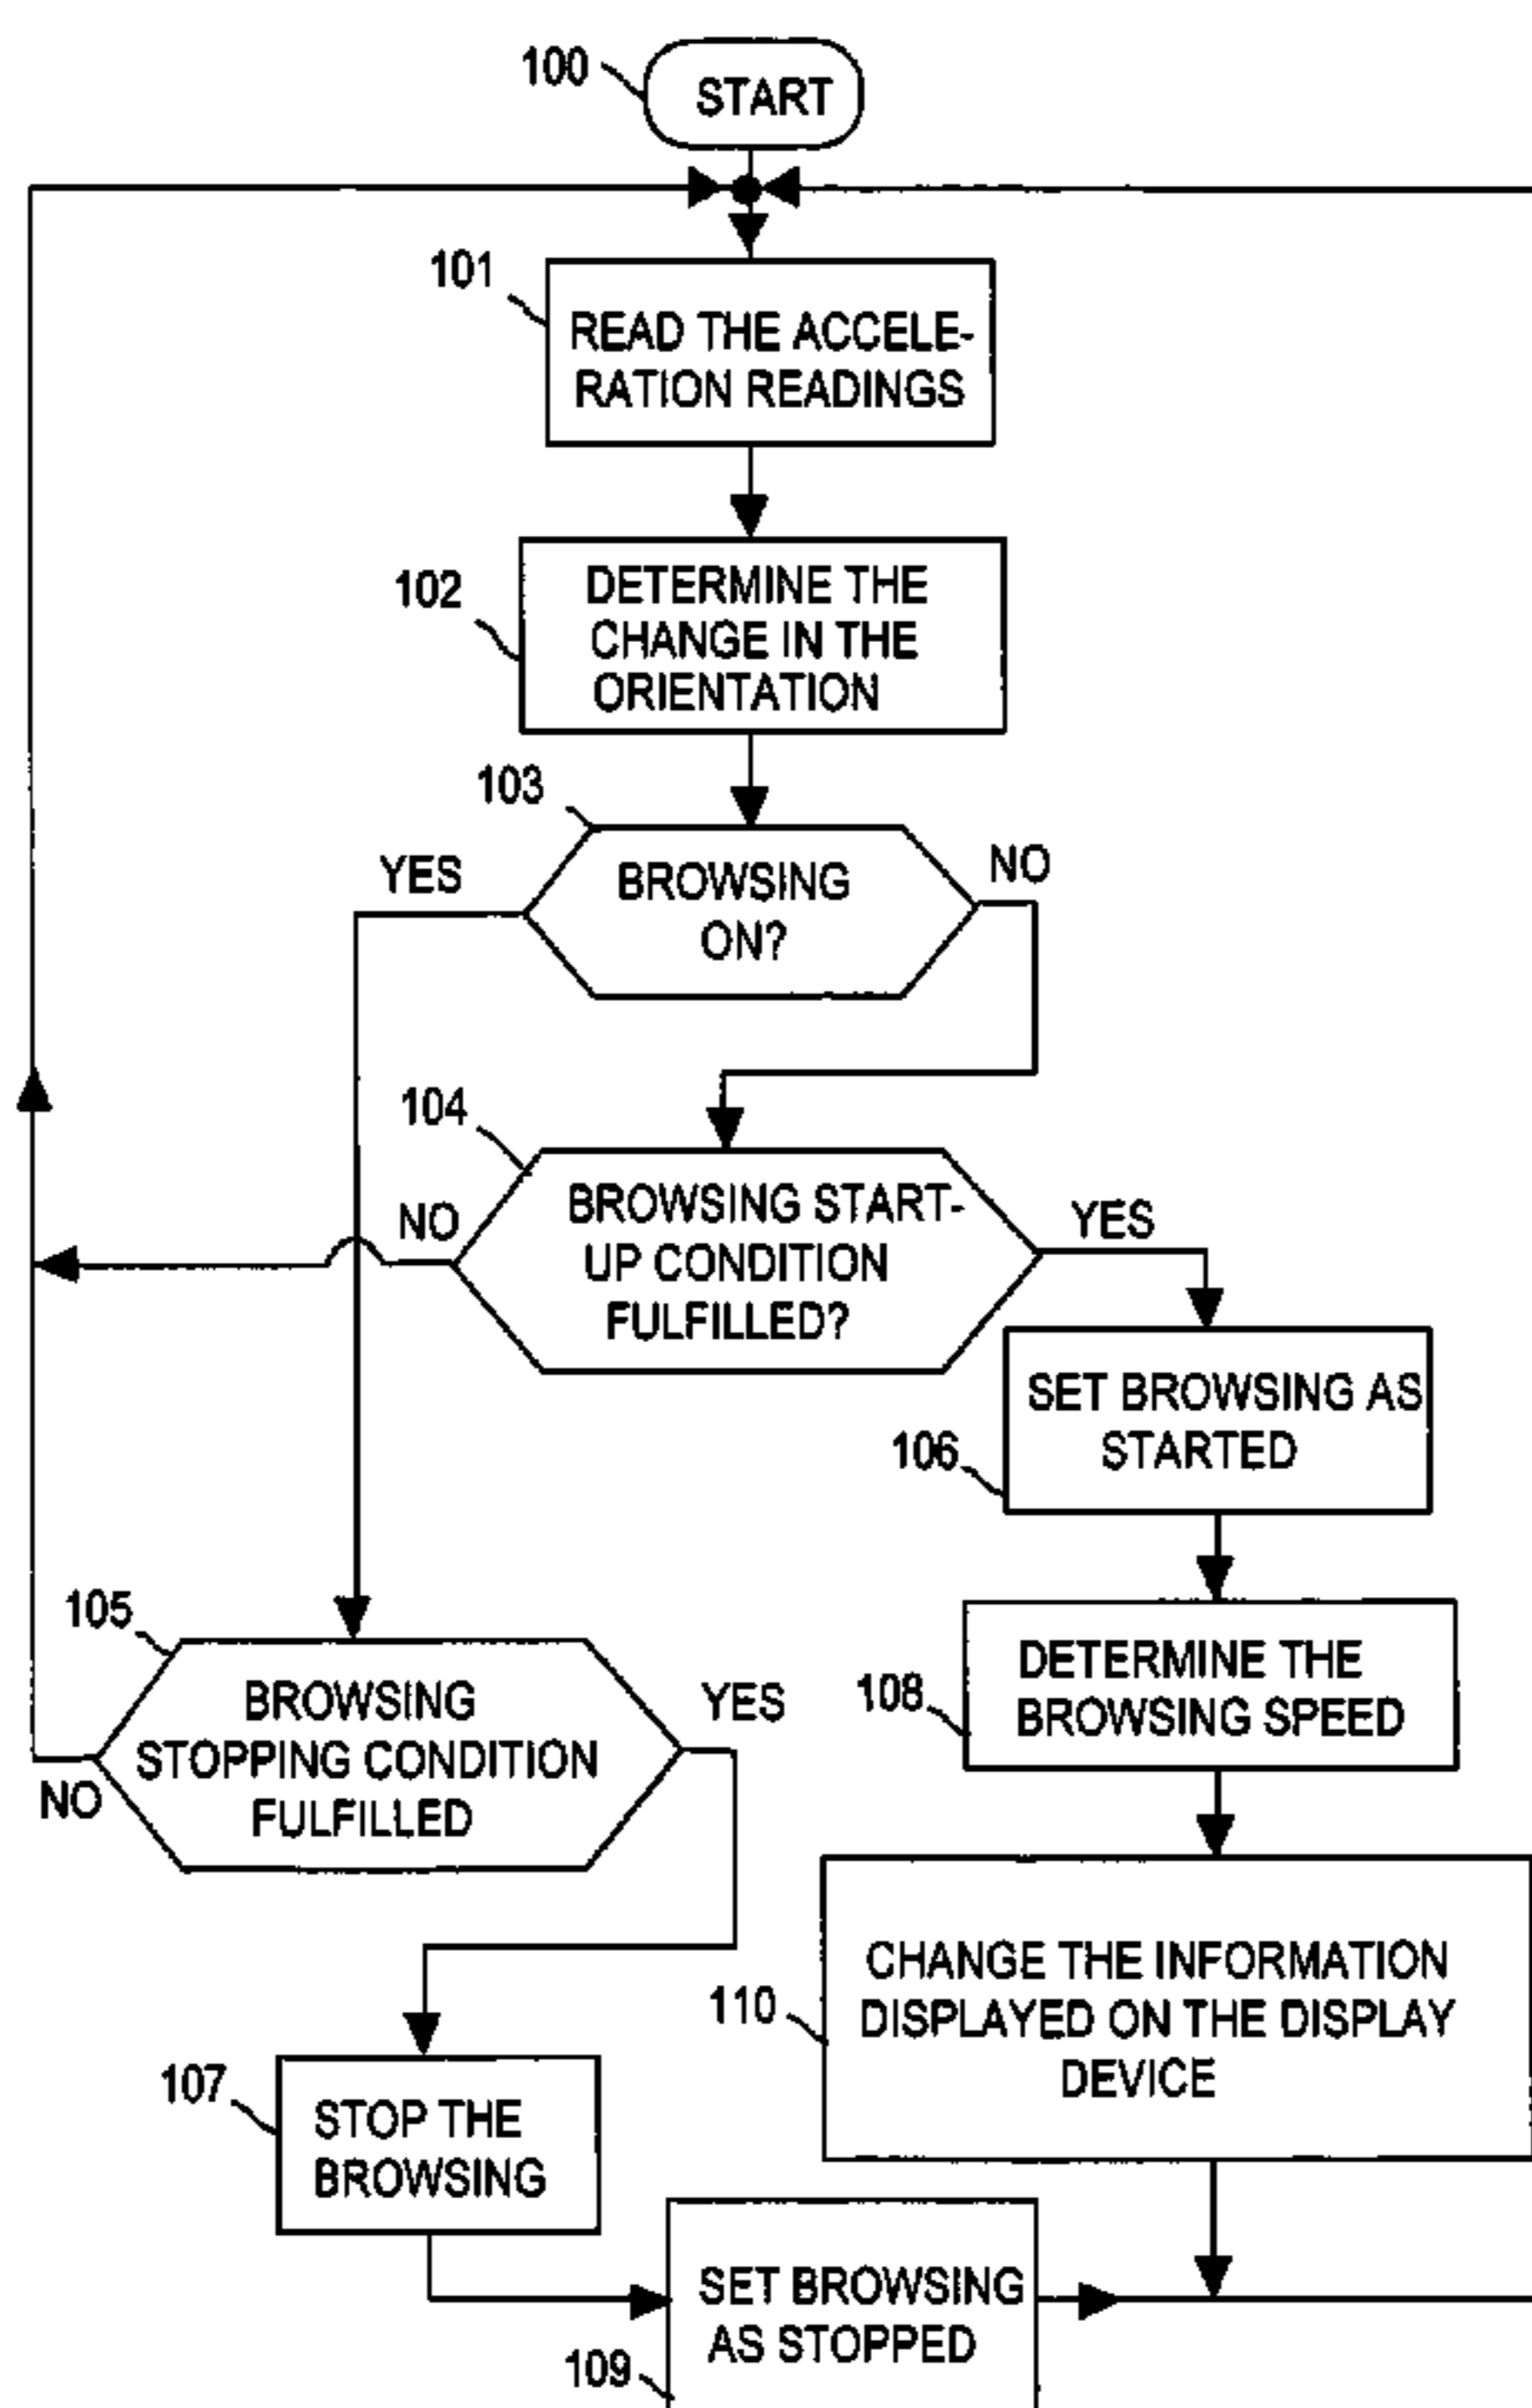 100
START
101
READ THE ACCELE-
RATION READINGS
102
DETERMINE THE
CHANGE IN THE
ORIENTATION
103
YES
BROWSING
ON?
NO
104
NO
BROWSING START-
UP CONDITION
FULFILLED?
YES
SET BROWSING AS
STARTED
106
105
BROWSING
STOPPING CONDITION
FULFILLED
YES
NO
DETERMINE THE
BROWSING SPEED
108
CHANGE THE INFORMATION
DISPLAYED ON THE DISPLAY
DEVICE
110
107
STOP THE
BROWSING
SET BROWSING
AS STOPPED
109